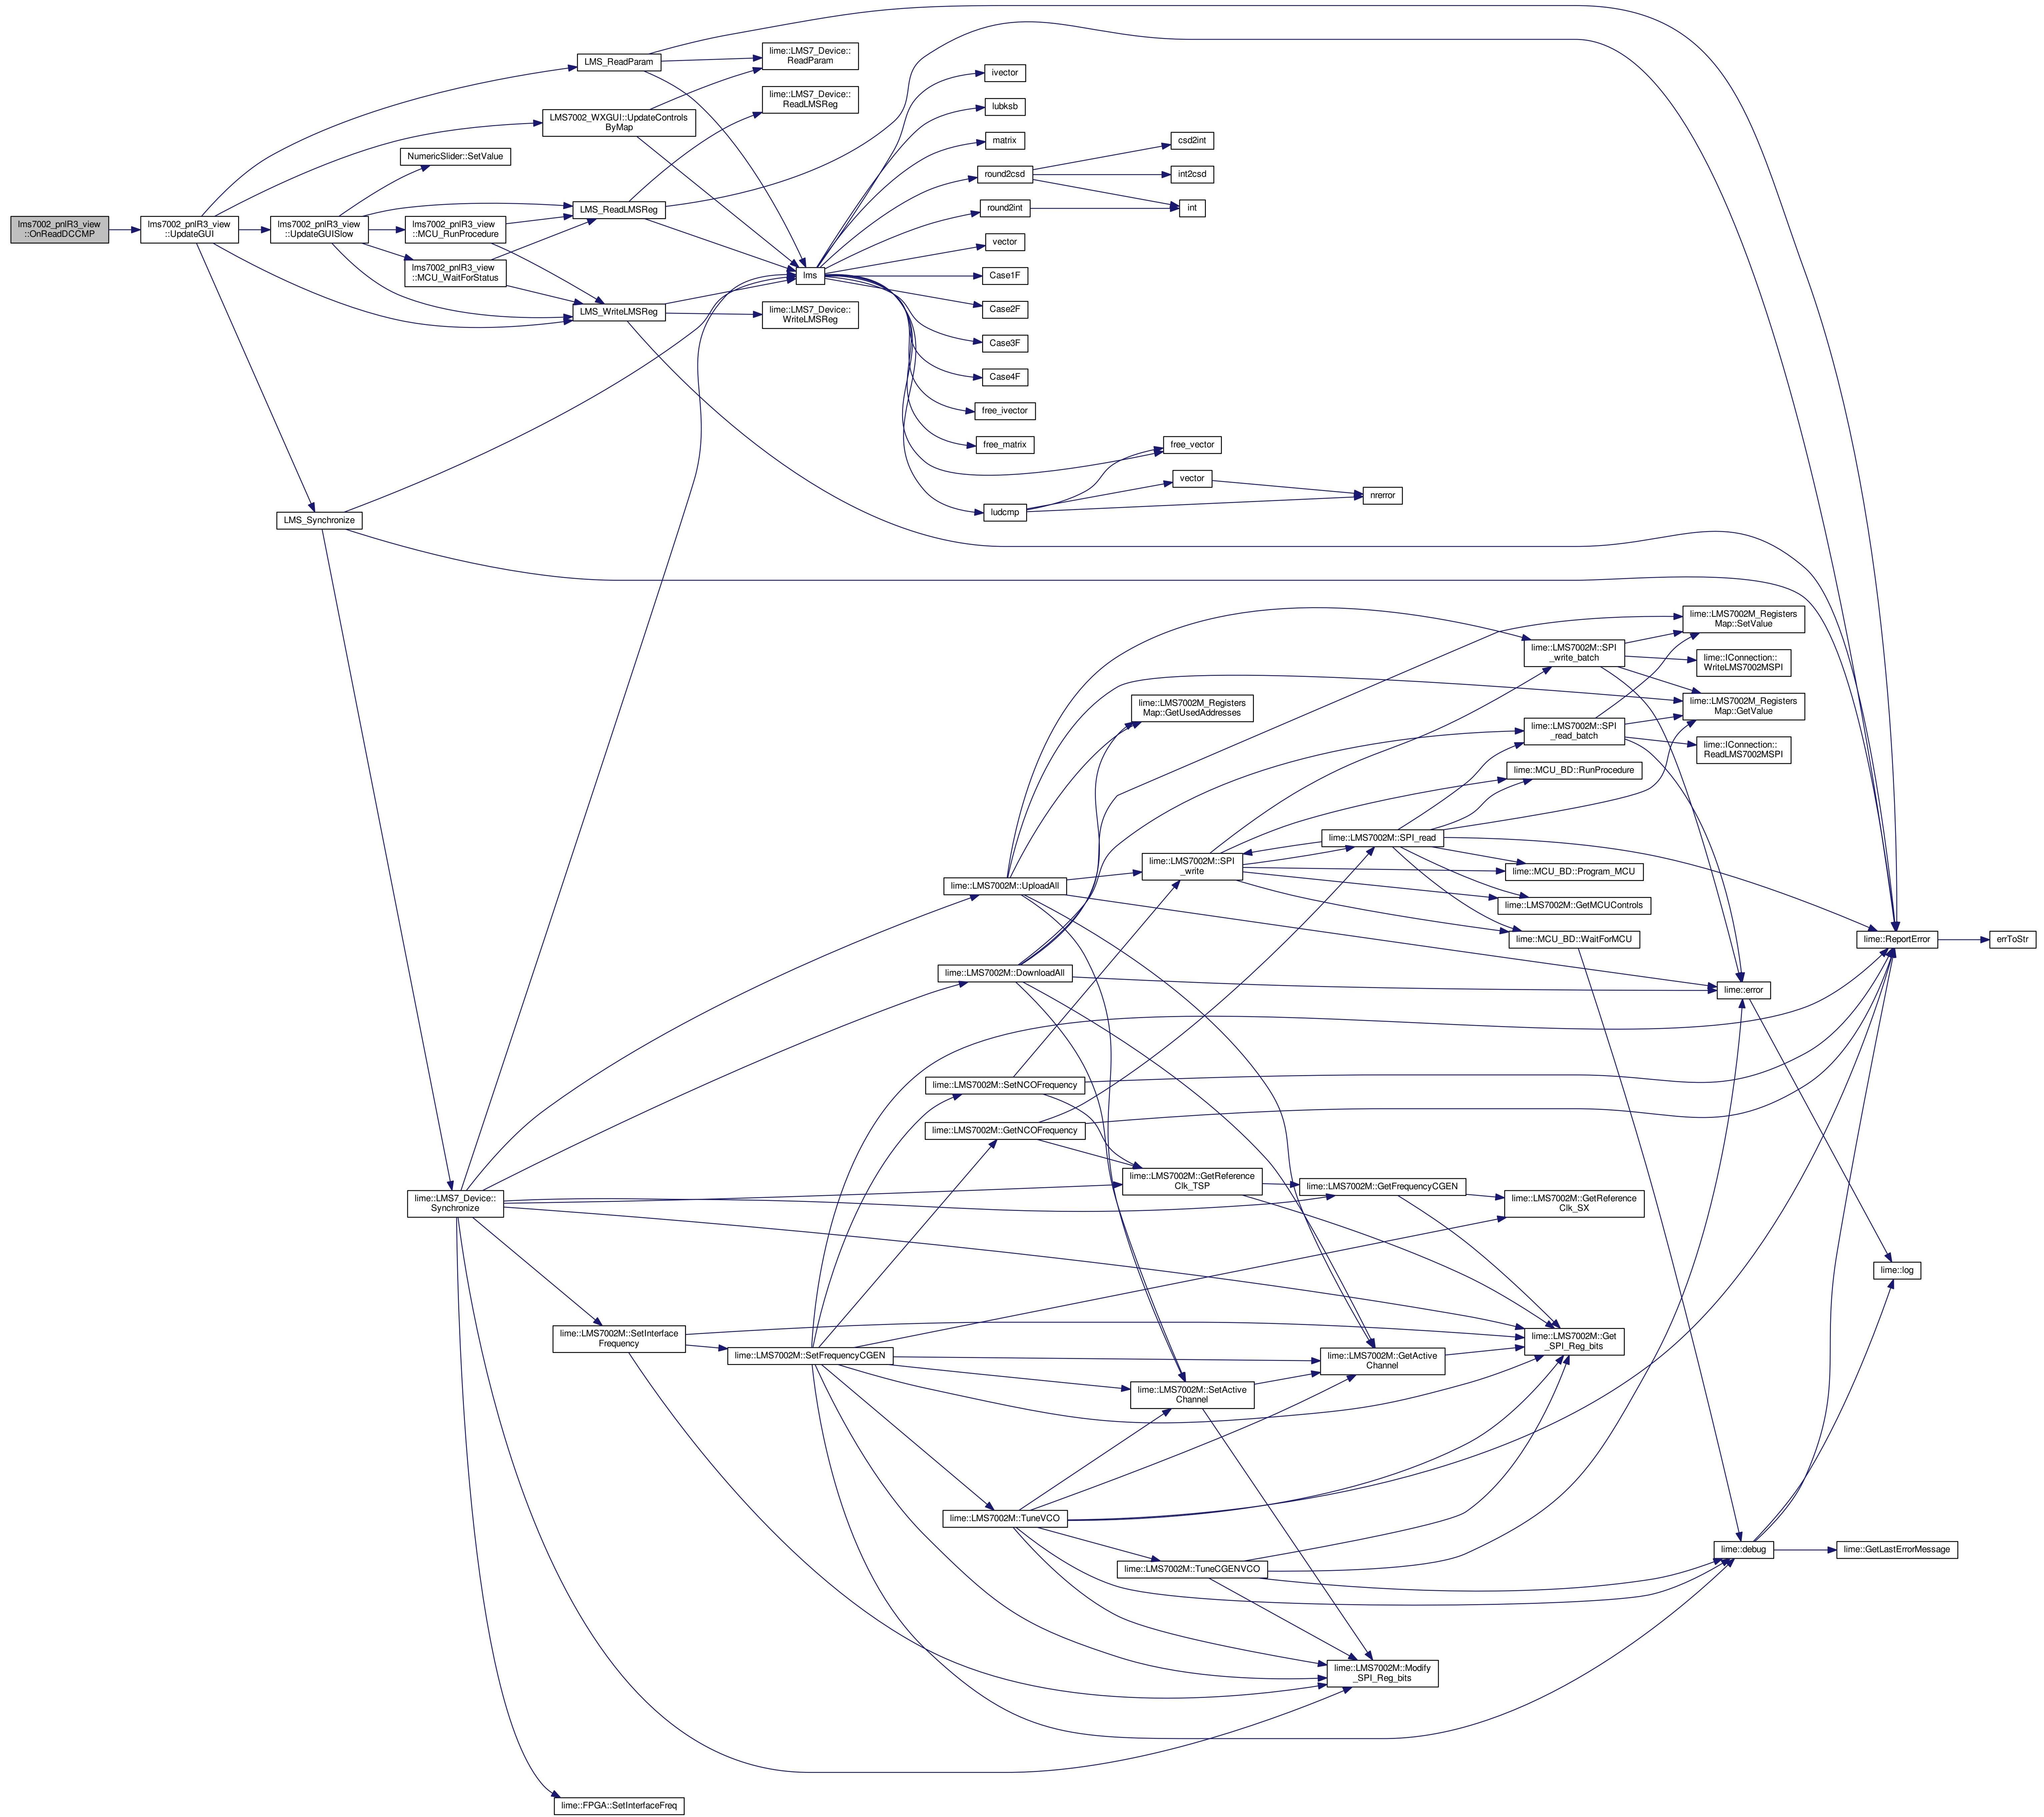 lms7002_pnlR3_view
::OnReadDCCMP
lms7002_pnlR3_view
::UpdateGUI
LMS_ReadParam
LMS7002_WXGUI::UpdateControls
ByMap
lms7002_pnlR3_view
::UpdateGUISlow
NumericSlider::SetValue
lms7002_pnlR3_view
::MCU_RunProcedure
lms7002_pnlR3_view
::MCU_WaitForStatus
LMS_ReadLMSReg
LMS_WriteLMSReg
LMS_Synchronize
lime::LMS7_Device::
ReadParam
lime::LMS7_Device::
ReadLMSReg
lms
lime::LMS7_Device::
WriteLMSReg
ivector
lubksb
matrix
round2csd
round2int
vector
Case1F
Case2F
Case3F
Case4F
free_ivector
free_matrix
ludcmp
csd2int
int2csd
int
free_vector
vector
nrerror
lime::LMS7_Device::
Synchronize
lime::LMS7002M::SetInterface
Frequency
lime::FPGA::SetInterfaceFreq
lime::LMS7002M::SetFrequencyCGEN
lime::LMS7002M::UploadAll
lime::LMS7002M::DownloadAll
lime::LMS7002M::SetNCOFrequency
lime::LMS7002M::GetNCOFrequency
lime::LMS7002M::TuneVCO
lime::LMS7002M_Registers
Map::GetUsedAddresses
lime::LMS7002M::SPI
_write
lime::LMS7002M::GetReference
Clk_TSP
lime::LMS7002M::SetActive
Channel
lime::LMS7002M::TuneCGENVCO
lime::LMS7002M::SPI_read
lime::LMS7002M::GetFrequencyCGEN
lime::LMS7002M::GetActive
Channel
lime::LMS7002M::Modify
_SPI_Reg_bits
lime::LMS7002M::SPI
_write_batch
lime::LMS7002M::SPI
_read_batch
lime::MCU_BD::RunProcedure
lime::MCU_BD::Program_MCU
lime::LMS7002M::GetMCUControls
lime::MCU_BD::WaitForMCU
lime::LMS7002M::GetReference
Clk_SX
lime::LMS7002M::Get
_SPI_Reg_bits
lime::LMS7002M_Registers
Map::SetValue
lime::IConnection::
WriteLMS7002MSPI
lime::LMS7002M_Registers
Map::GetValue
lime::IConnection::
ReadLMS7002MSPI
lime::error
lime::debug
lime::ReportError
lime::log
lime::GetLastErrorMessage
errToStr